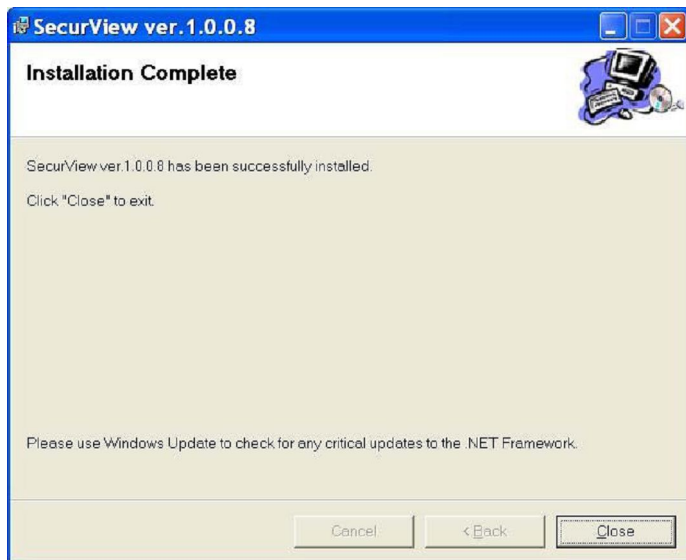 SecurView ver.1.0.0.8
Installation Complete
SecurView ver.1.0.0.8 has been successfully installed.
Click "Close" to exit.
Please use Windows Update to check for any critical updates to the .NET Framework.
Cancel
< Back
Close